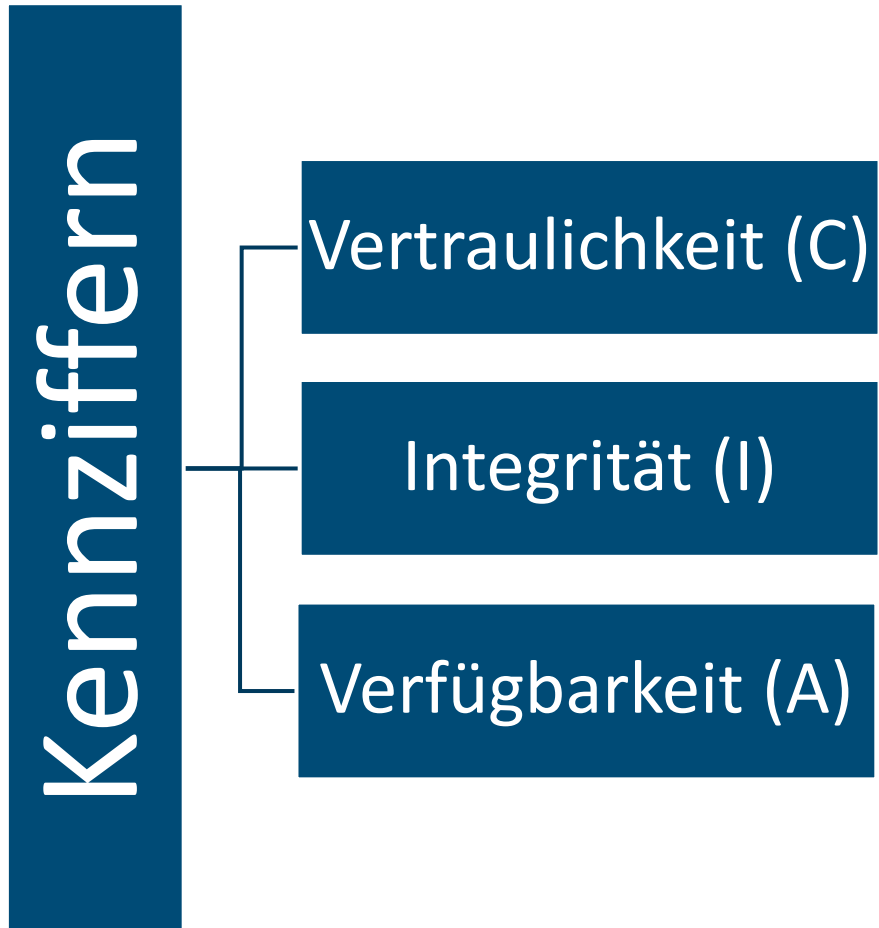 Kennziffern
Vertraulichkeit (C)
Integrität (I)
Verfügbarkeit (A)